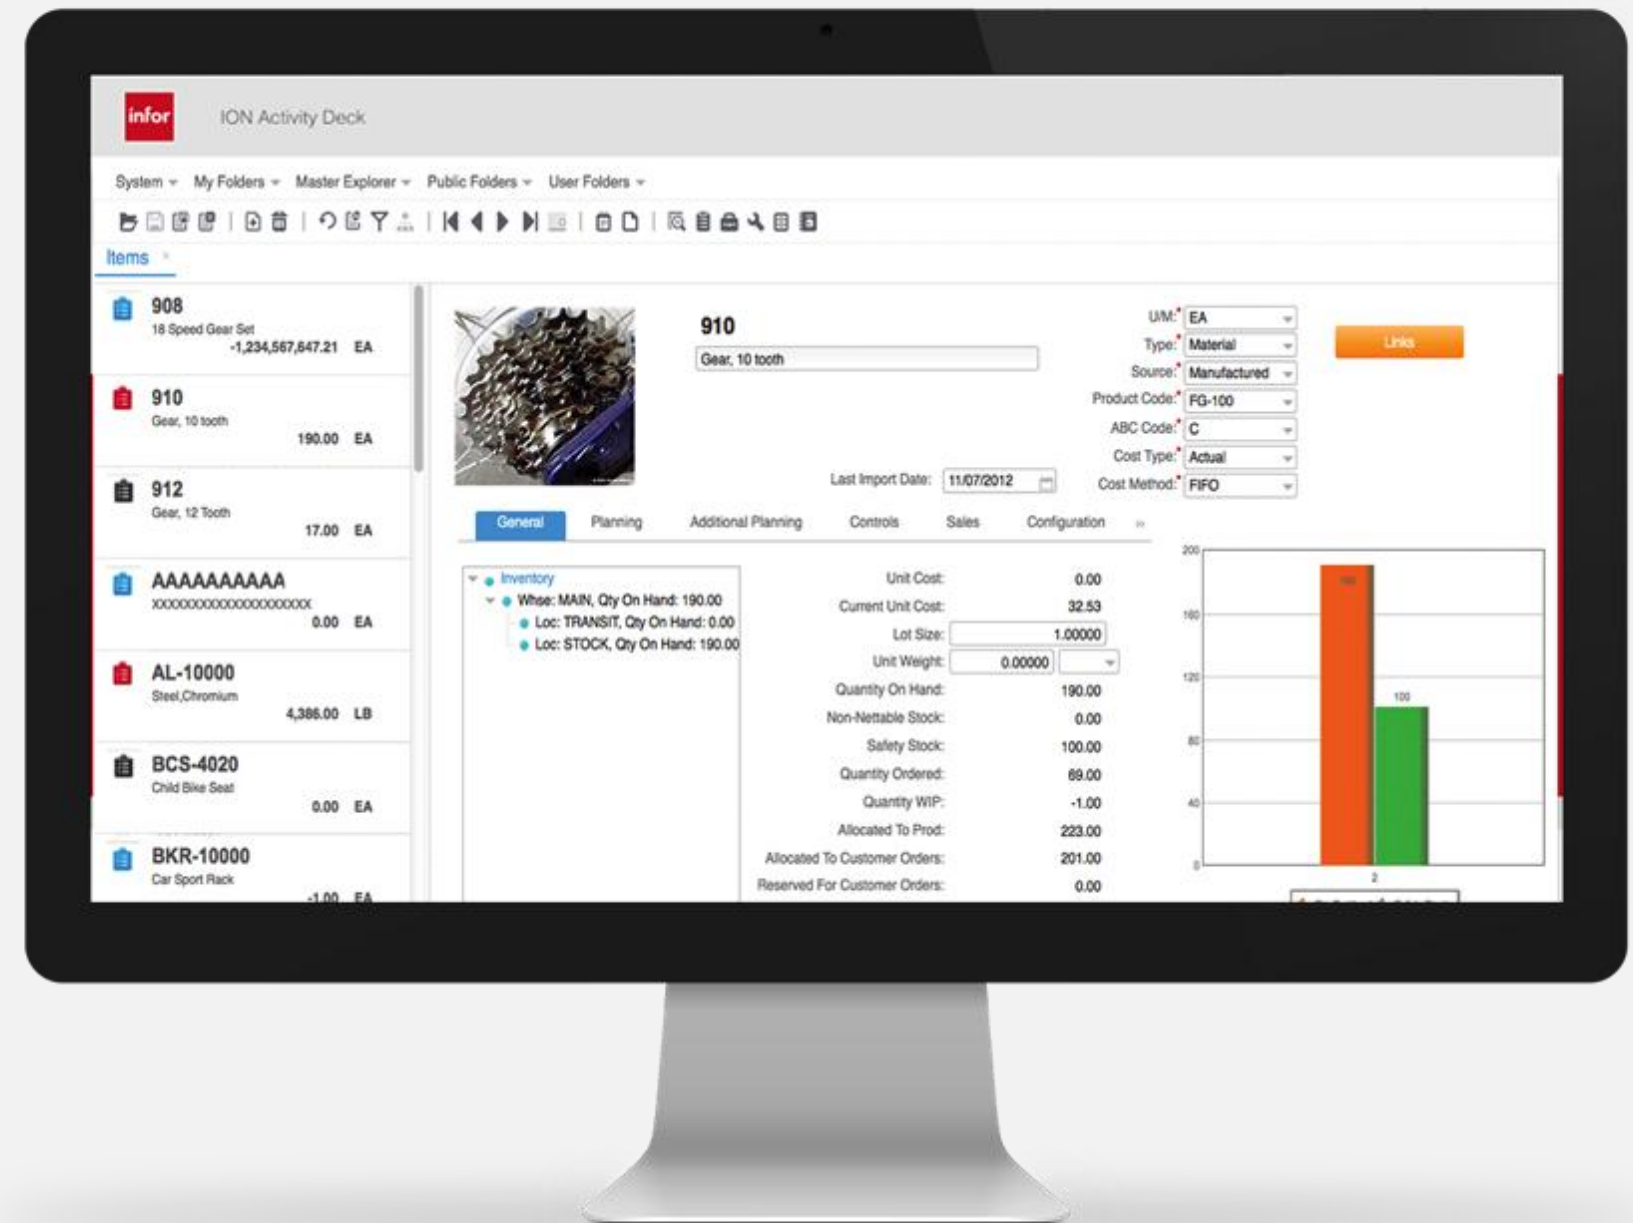 infor
ION Activity Deck
System
My Folders
Master Explorer
Public Folders
User Folders
Items
908
18 Speed Gear Set
-1,234,567,647.21 EA
910
Gear, 10 tooth
190.00 EA
912
Gear, 12 Tooth
17.00 EA
AAAAAAAAAA
XXXXXXXXXXXXXXXXXXXX
0.00 EA
AL-10000
Steel,Chromium
4,386.00 LB
BCS-4020
Child Bike Seat
0.00 EA
BKR-10000
Car Sport Rack
-1.00 EA
910
Gear, 10 tooth
Last Import Date: 11/07/2012
U/M:* EA
Type:* Material
Source:* Manufactured
Product Code:* FG-100
ABC Code:* C
Cost Type:* Actual
Cost Method:* FIFO
Links
General
Planning
Additional Planning
Controls
Sales
Configuration
»
Inventory
Whse: MAIN, Qty On Hand: 190.00
Loc: TRANSIT, Qty On Hand: 0.00
Loc: STOCK, Qty On Hand: 190.00
Unit Cost: 0.00
Current Unit Cost: 32.53
Lot Size: 1.00000
Unit Weight: 0.00000
Quantity On Hand: 190.00
Non-Nettable Stock: 0.00
Safety Stock: 100.00
Quantity Ordered: 69.00
Quantity WIP: -1.00
Allocated To Prod: 223.00
Allocated To Customer Orders: 201.00
Reserved For Customer Orders: 0.00
200
160
120
80
40
0
100
2